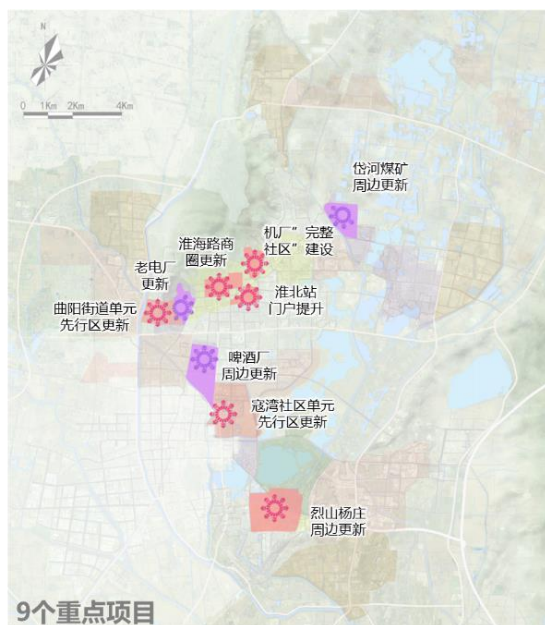 N
0 1Km 2Km 4Km
岱河煤矿
周边更新
机厂”完整
社区”建设
淮海路商
圈更新
老电厂
更新
淮北站
门户提升
曲阳街道单元
先行区更新
啤酒厂
周边更新
寇湾社区单元
先行区更新
烈山杨庄
周边更新
9个重点项目